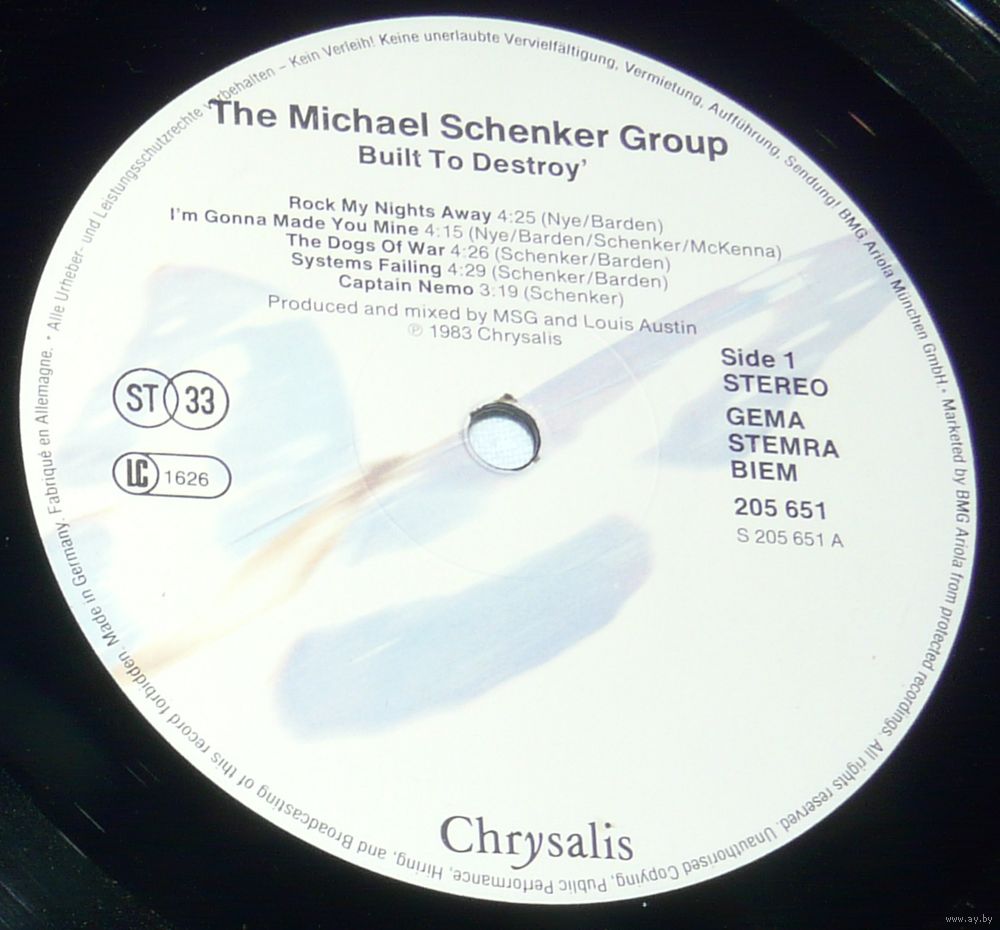 Alle Urheber- und Leistungsschutzrechte vorbehalten – Kein Verleih! Keine unerlaubte Vervielfältigung, Vermietung, Aufführung, Sendung! BMG Ariola München GmbH. • Marketed by BMG Ariola from protected recordings. All rights reserved. Unauthorised Copying, Public Performance, Hiring, and Broadcasting of this record forbidden. Made in Germany. Fabriqué en Allemagne. •
The Michael Schenker Group
Built To Destroy'
Rock My Nights Away 4:25 (Nye/Barden)
I'm Gonna Made You Mine 4:15 (Nye/Barden/Schenker/McKenna)
The Dogs Of War 4:26 (Schenker/Barden)
Systems Failing 4:29 (Schenker/Barden)
Captain Nemo 3:19 (Schenker)
Produced and mixed by MSG and Louis Austin
℗ 1983 Chrysalis
Side 1
STEREO
ST 33
GEMA
STEMRA
BIEM
LC 1626
205 651
S 205 651 A
Chrysalis
www.ay.by